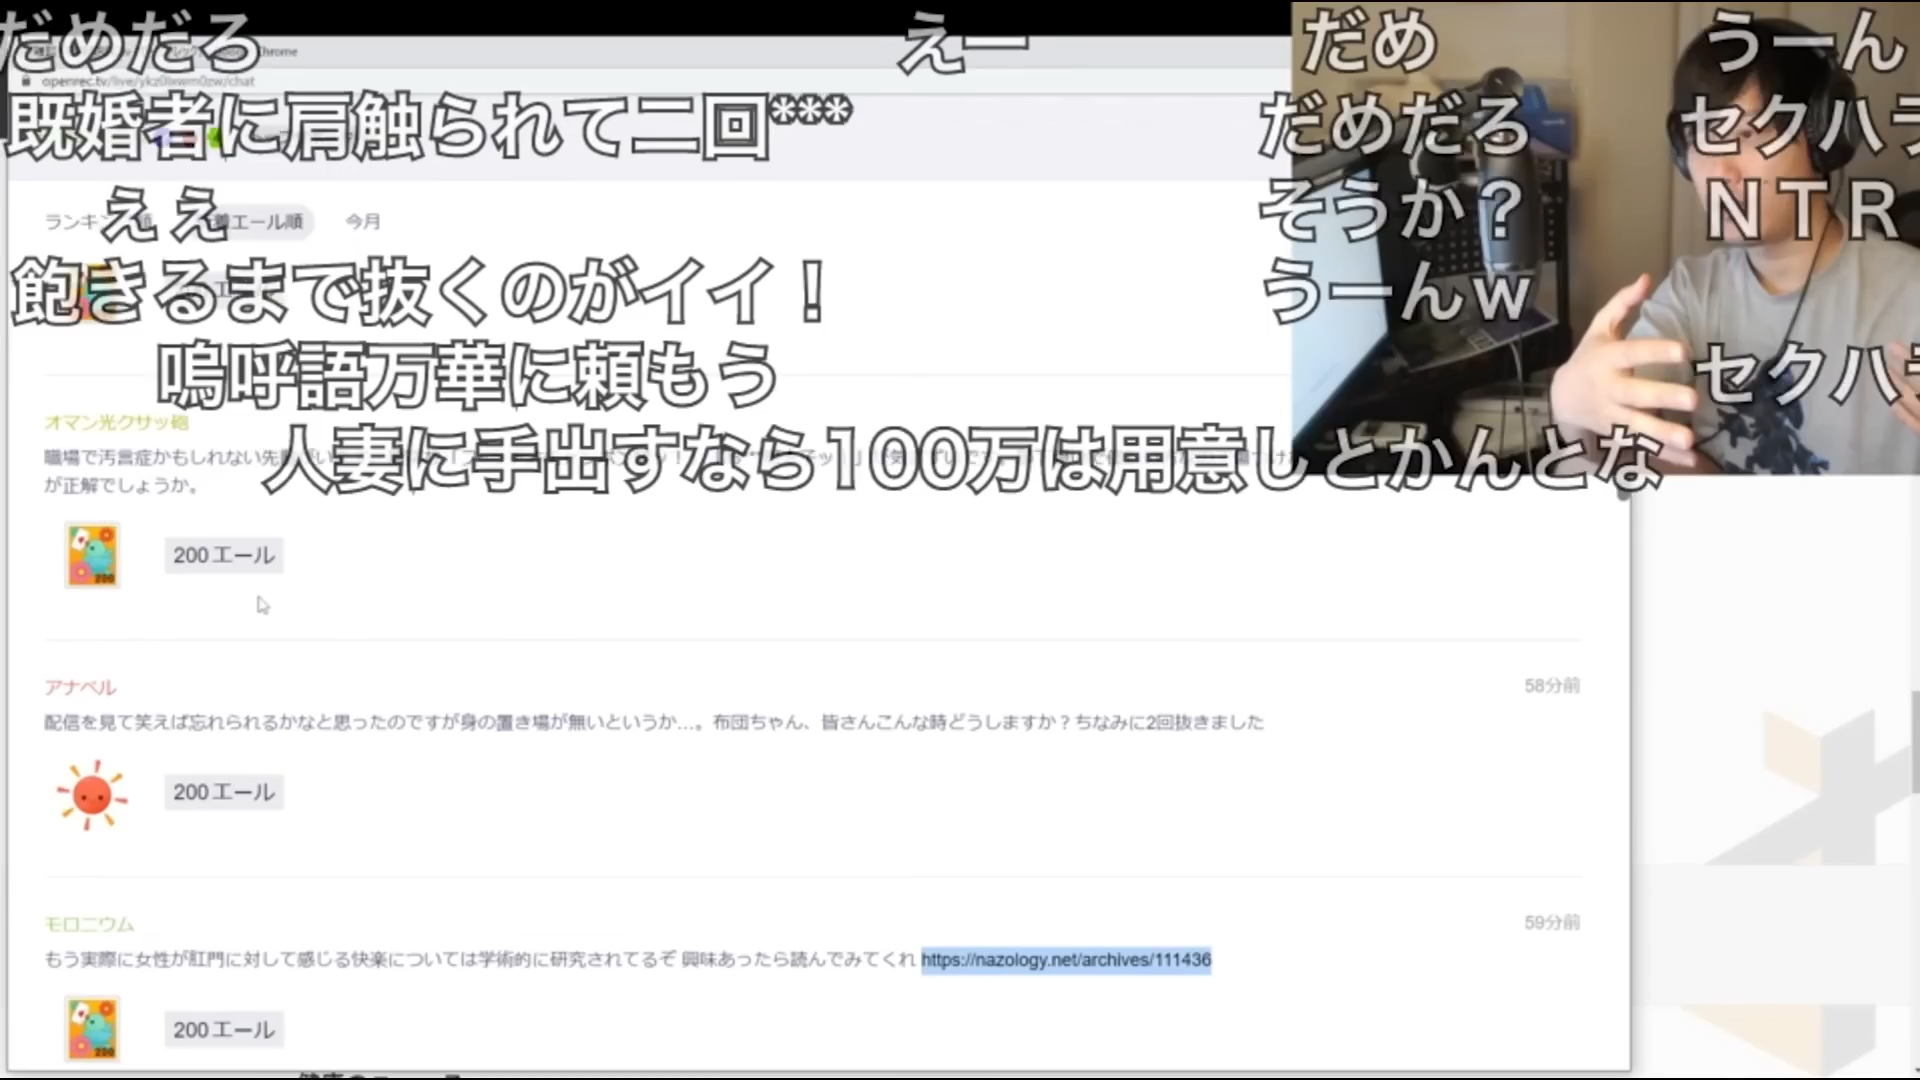 だめだろ
えー
だめ
うーん
openrec.tv/live/ykz0lxwm0zw/chat
既婚者に肩触られて二回***
だめだろ
セクハラ
ええ
エール順
今月
そうか？
ＮＴＲ
飽きるまで抜くのがイイ！
うーんｗ
嗚呼語万華に頼もう
セクハラ
オマン光クサッ砲
人妻に手出すなら100万は用意しとかんとな
職場で汚言症かもしれない先
が正解でしょうか。
200エール
アナベル
58分前
配信を見て笑えば忘れられるかなと思ったのですが身の置き場が無いというか…。布団ちゃん、皆さんこんな時どうしますか？ちなみに2回抜きました
200エール
モロニウム
59分前
もう実際に女性が肛門に対して感じる快楽については学術的に研究されてるぞ 興味あったら読んでみてくれ https://nazology.net/archives/111436
200エール